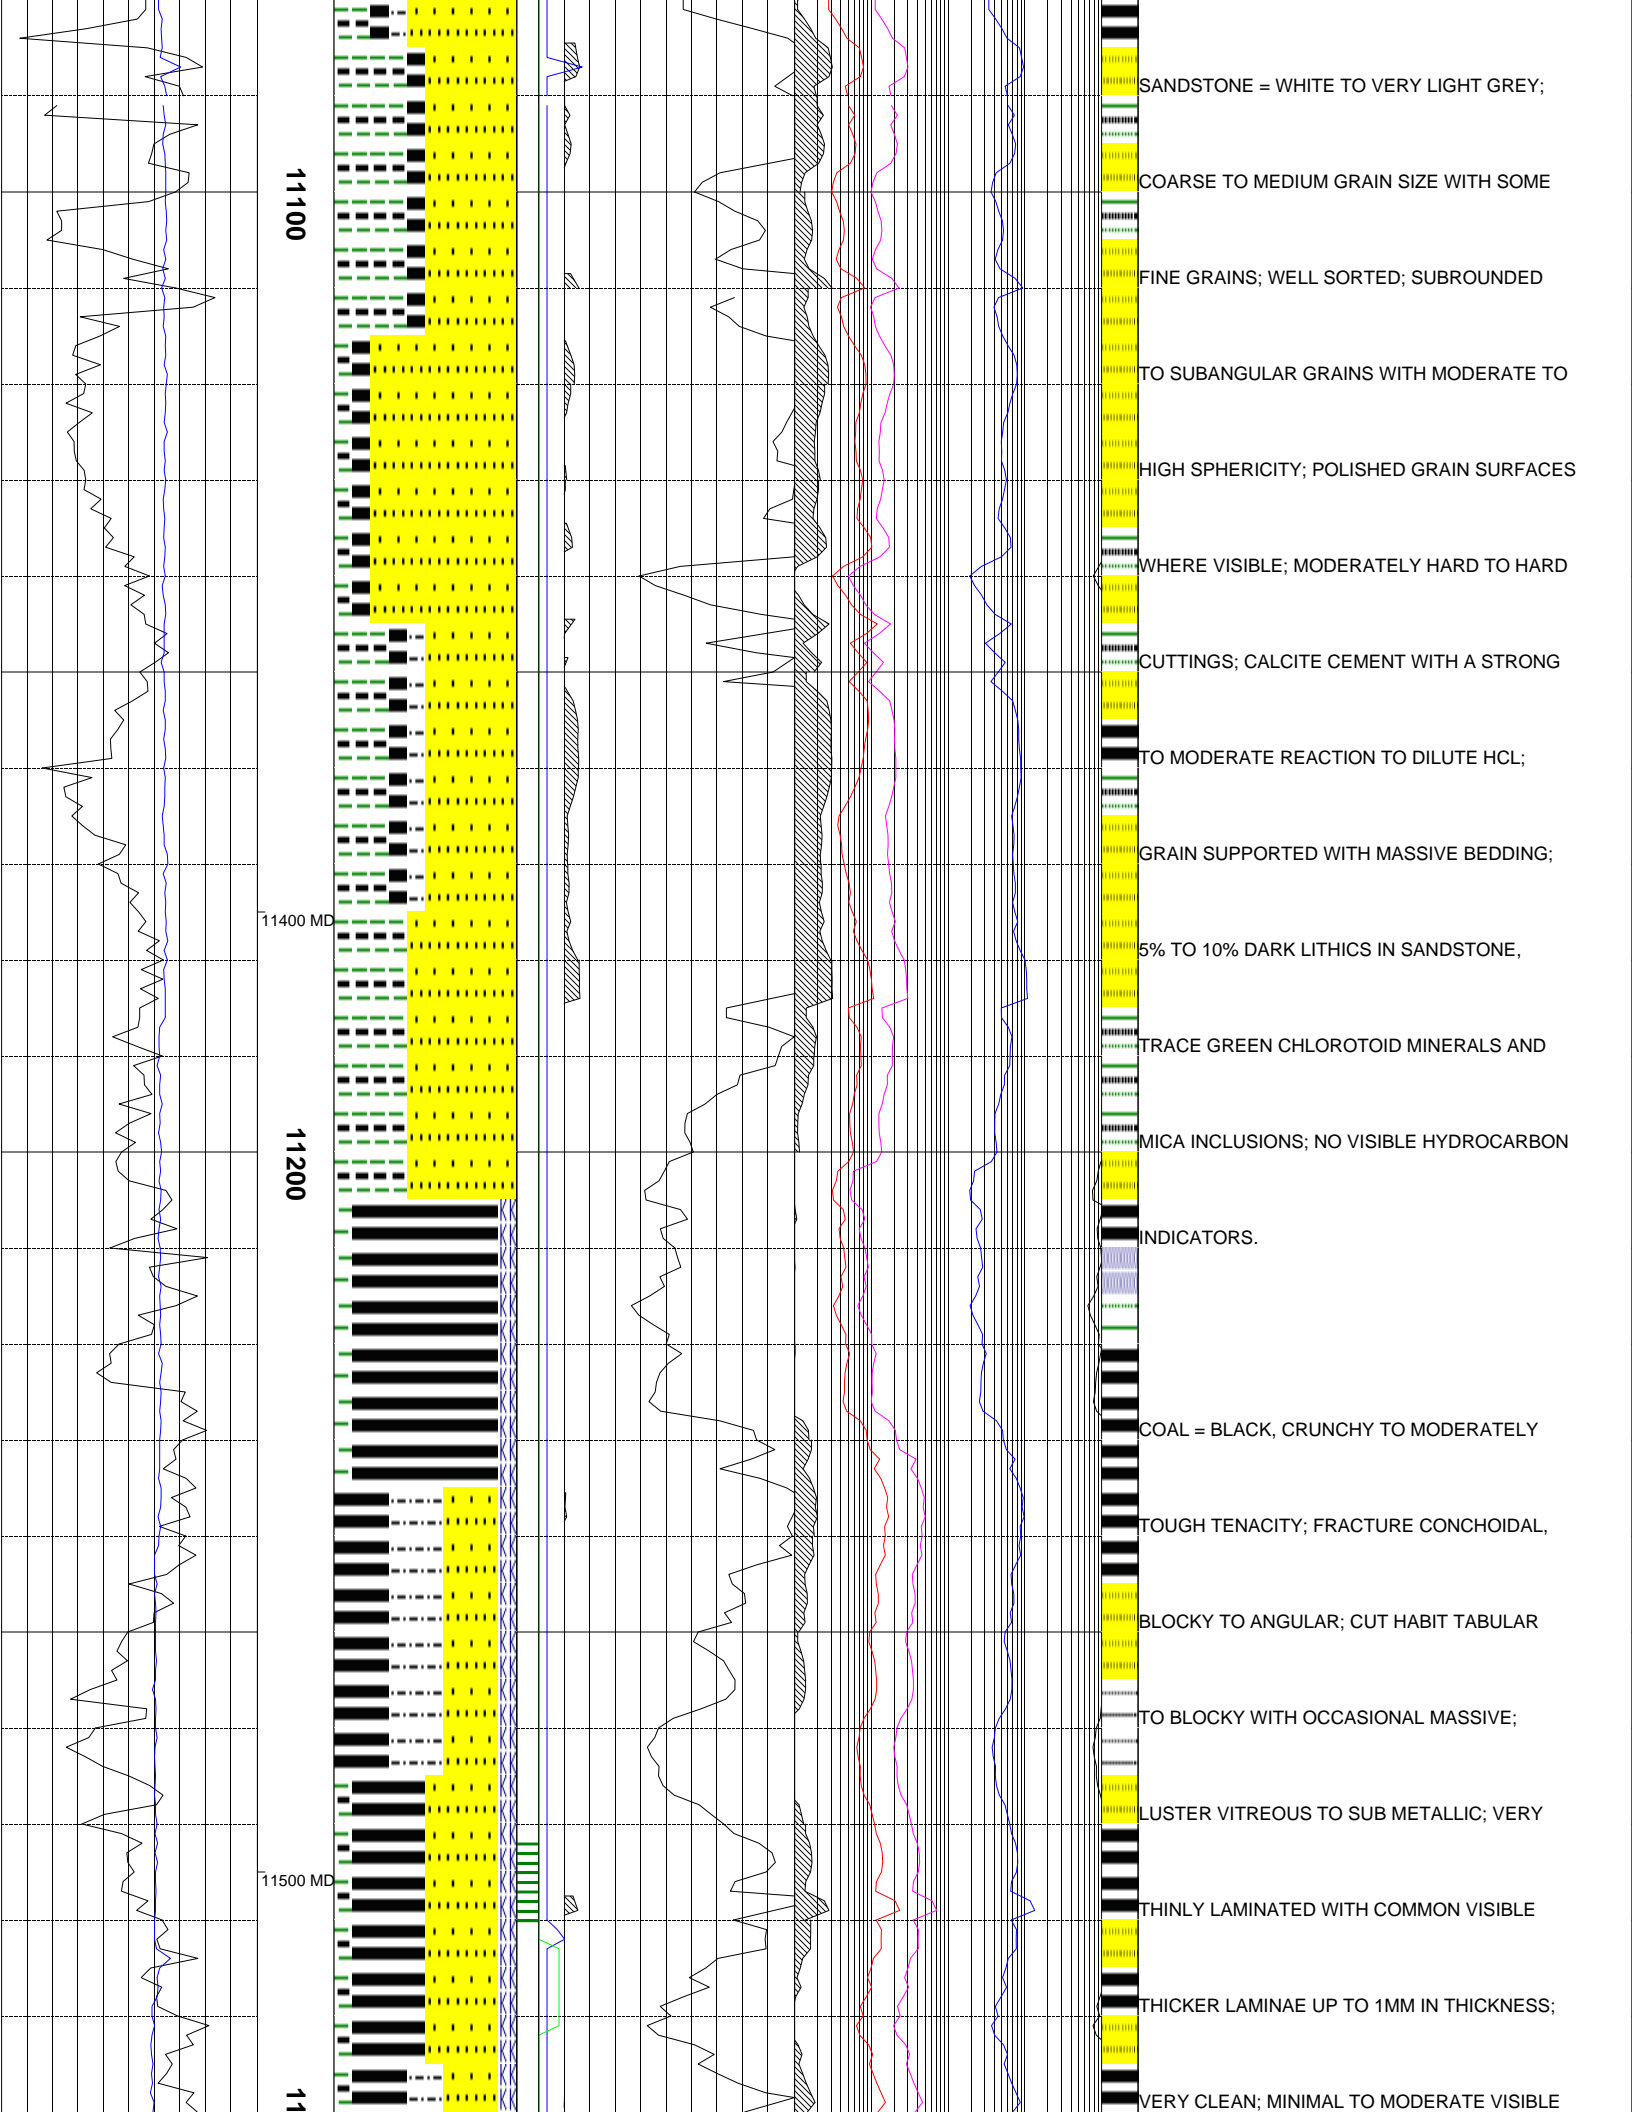 SANDSTONE = WHITE TO VERY LIGHT GREY;
11100
COARSE TO MEDIUM GRAIN SIZE WITH SOME
FINE GRAINS; WELL SORTED; SUBROUNDED
TO SUBANGULAR GRAINS WITH MODERATE TO
HIGH SPHERICITY; POLISHED GRAIN SURFACES
WHERE VISIBLE; MODERATELY HARD TO HARD
CUTTINGS; CALCITE CEMENT WITH A STRONG
TO MODERATE REACTION TO DILUTE HCL;
GRAIN SUPPORTED WITH MASSIVE BEDDING;
11400 MD
5% TO 10% DARK LITHICS IN SANDSTONE,
TRACE GREEN CHLOROTOID MINERALS AND
11200
MICA INCLUSIONS; NO VISIBLE HYDROCARBON
INDICATORS.
COAL = BLACK, CRUNCHY TO MODERATELY
TOUGH TENACITY; FRACTURE CONCHOIDAL,
BLOCKY TO ANGULAR; CUT HABIT TABULAR
TO BLOCKY WITH OCCASIONAL MASSIVE;
LUSTER VITREOUS TO SUB METALLIC; VERY
11500 MD
THINLY LAMINATED WITH COMMON VISIBLE
THICKER LAMINAE UP TO 1MM IN THICKNESS;
11
VERY CLEAN; MINIMAL TO MODERATE VISIBLE